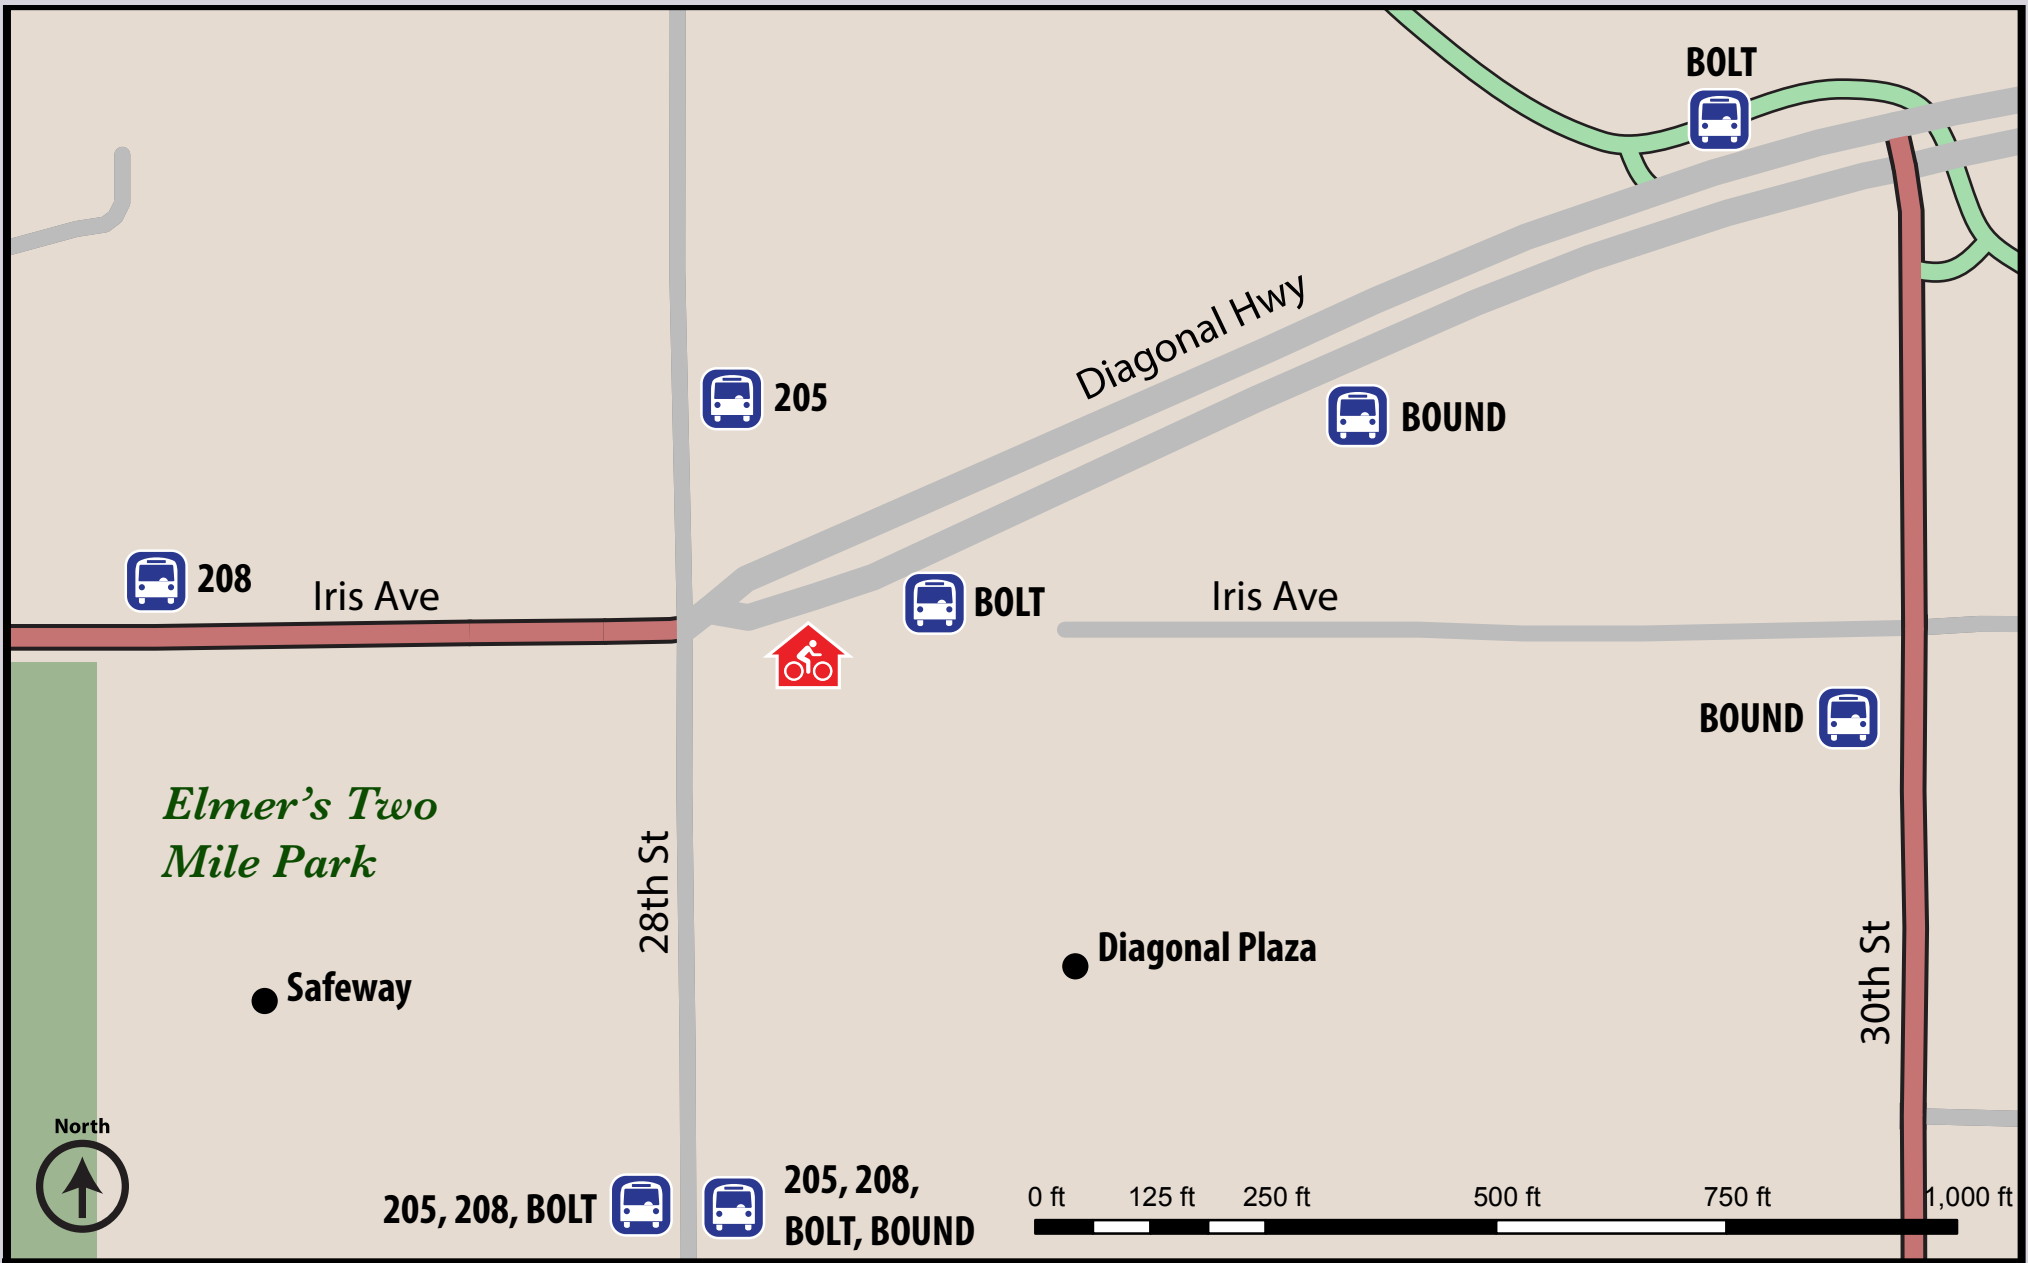 BOLT
Diagonal Hwy
205
BOUND
208
Iris Ave
BOLT
Iris Ave
BOUND
Elmer’s Two
Mile Park
28th St
Diagonal Plaza
30th St
Safeway
North
205, 208, BOLT
205, 208,
BOLT, BOUND
0 ft 125 ft 250 ft 500 ft 750 ft 1,000 ft